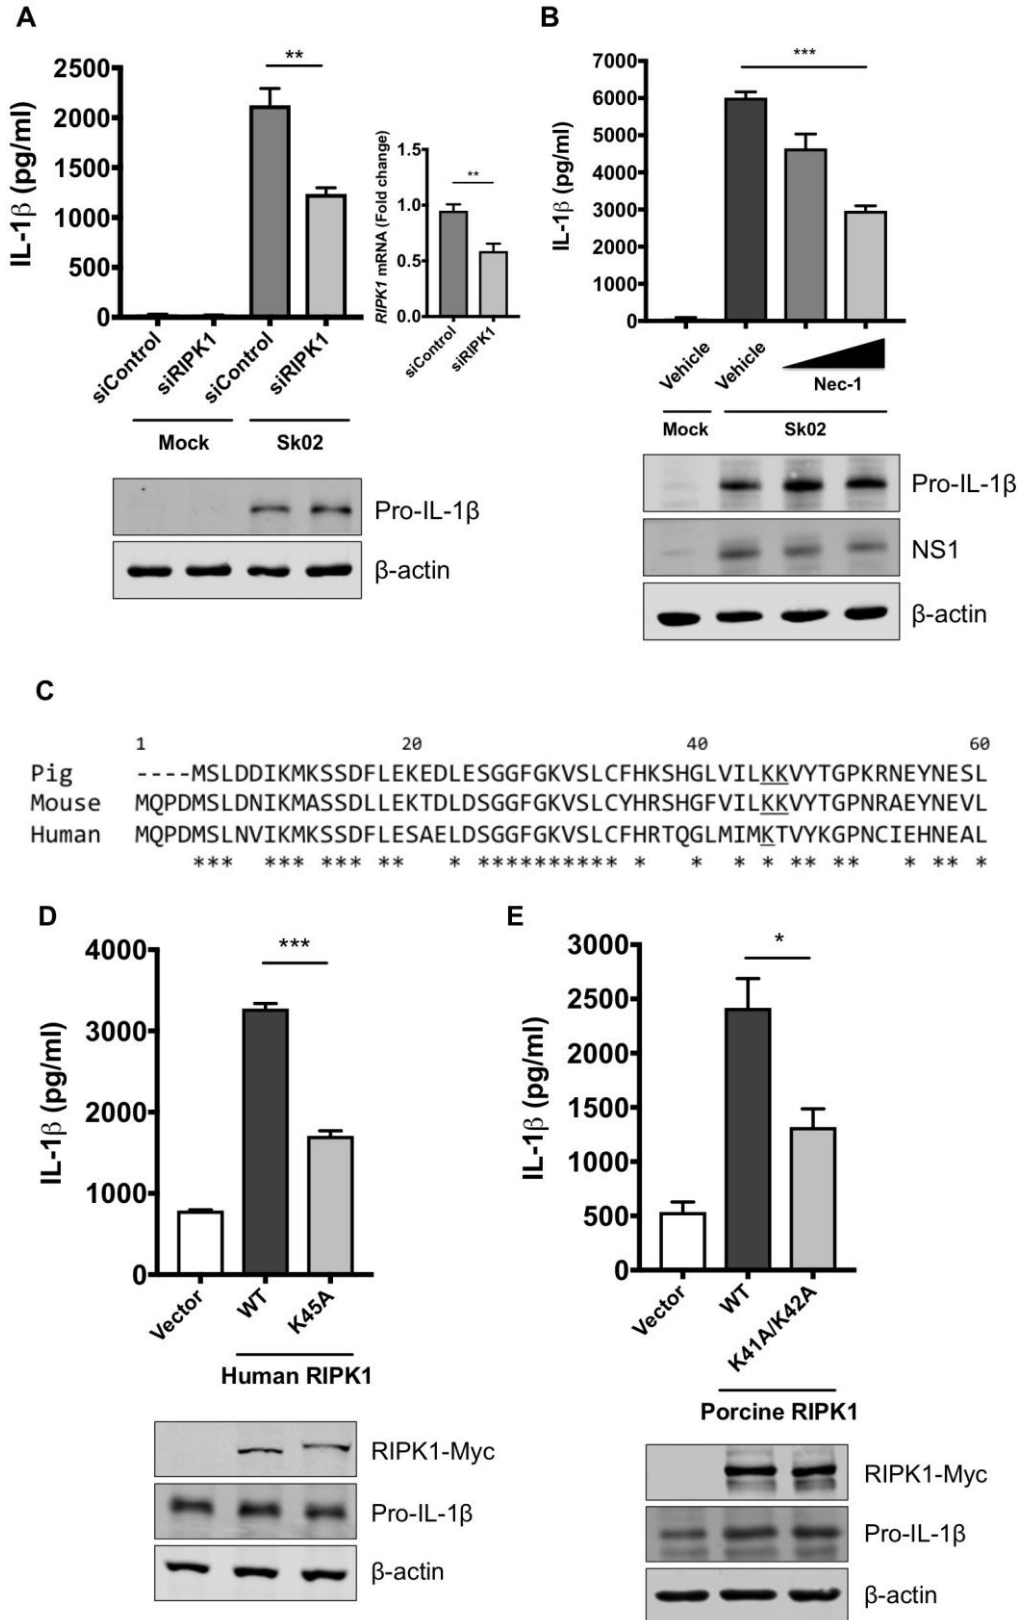 A
IL-1β (pg/ml)
2500
2000
1500
1000
500
0
**
siControl
siRIPK1
siControl
siRIPK1
Mock
Sk02
RIPK1 mRNA (Fold change)
1.5
1.0
0.5
0.0
**
siControl
siRIPK1
Pro-IL-1β
β-actin
B
IL-1β (pg/ml)
7000
6000
5000
4000
3000
2000
1000
0
***
Vehicle
Vehicle
Nec-1
Mock
Sk02
Pro-IL-1β
NS1
β-actin
C
1 20 40 60
Pig ----MSLDDIKMKSSDFLEKEDLESGGFGKVSLCFHKSHGLVILKKVYTGPKRNEYNESL
Mouse MQPDMSLDNIKMASSDLLEKTDLDSGGFGKVSLCYHRSHGFVILKKVYTGPNRAEYNEVL
Human MQPDMSLNVIKMKSSDFLESAELDSGGFGKVSLCFHRTQGLMIMKTVYKGPNCIEHNEAL
*** *** *** ** * ********** * * * * ** ** * ** *
D
IL-1β (pg/ml)
4000
3000
2000
1000
0
***
Vector
WT
K45A
Human RIPK1
RIPK1-Myc
Pro-IL-1β
β-actin
E
IL-1β (pg/ml)
3000
2500
2000
1500
1000
500
0
*
Vector
WT
K41A/K42A
Porcine RIPK1
RIPK1-Myc
Pro-IL-1β
β-actin